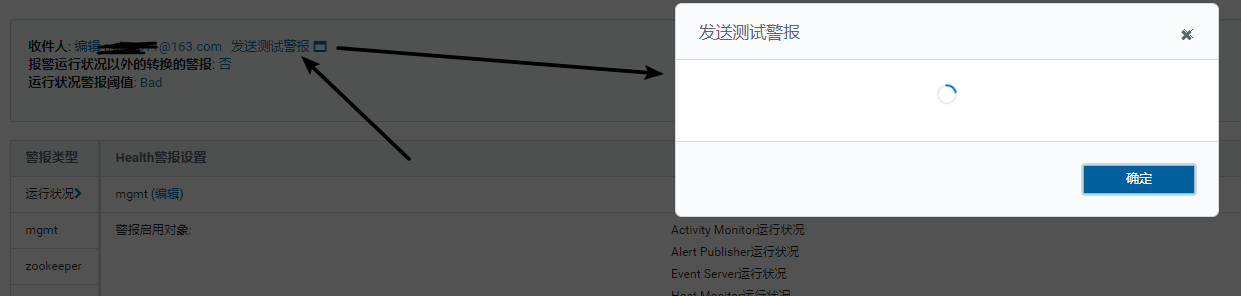 收件人: 编辑 @163.com 发送测试警报
报警运行状况以外的转换的警报: 否
运行状况警报阈值: Bad
发送测试警报
确定
警报类型 Health警报设置
运行状况 mgmt (编辑)
mgmt 警报启用对象: Activity Monitor运行状况
Alert Publisher运行状况
zookeeper Event Server运行状况
Host Monitor运行状况